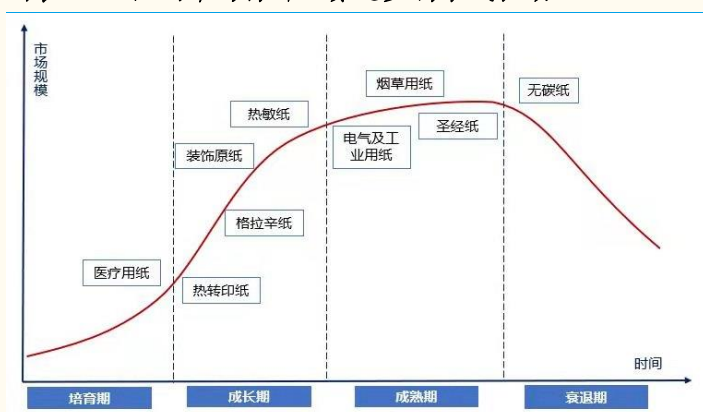 市场规模
烟草用纸
无碳纸
热敏纸
圣经纸
电气及工
业用纸
装饰原纸
格拉辛纸
医疗用纸
热转印纸
时间
培育期
成长期
成熟期
衰退期